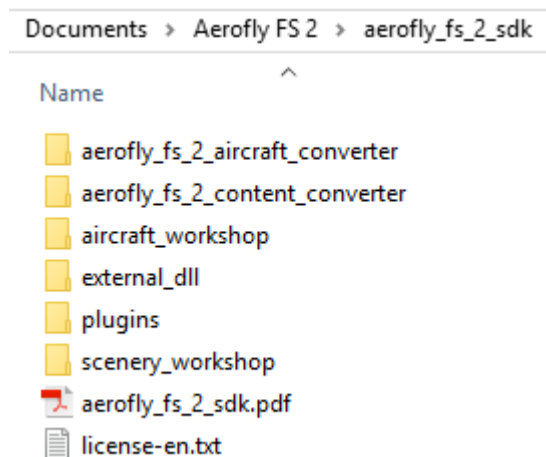 Documents > Aerofly FS 2 > aerofly_fs_2_sdk
Name
aerofly_fs_2_aircraft_converter
aerofly_fs_2_content_converter
aircraft_workshop
external_dll
plugins
scenery_workshop
aerofly_fs_2_sdk.pdf
license-en.txt